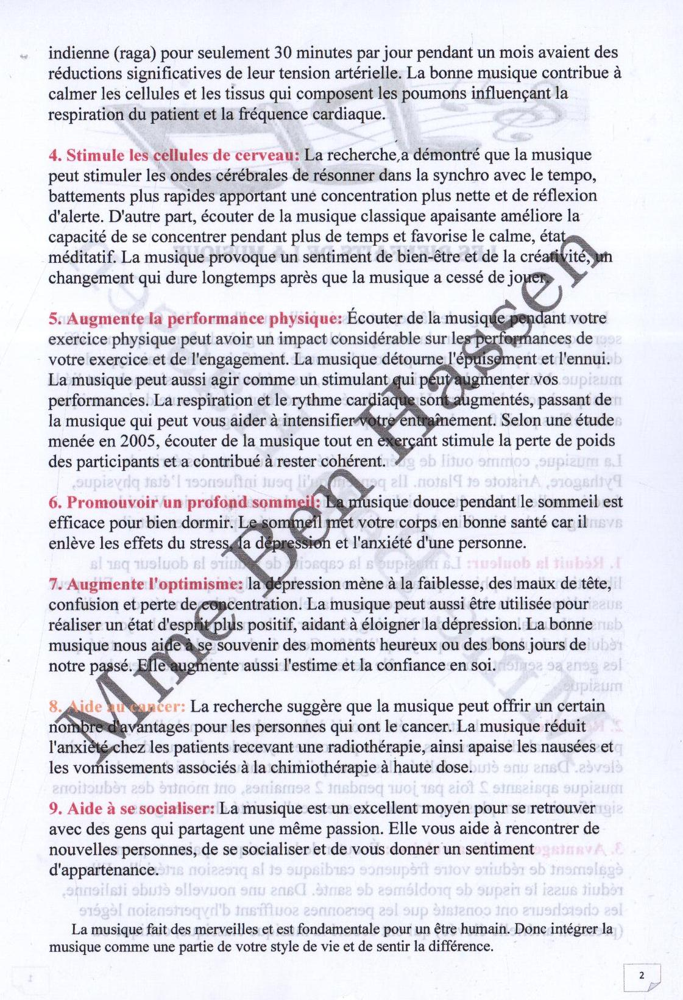 indienne (raga) pour seulement 30 minutes par jour pendant un mois avaient des
réductions significatives de leur tension artérielle. La bonne musique contribue à
calmer les cellules et les tissus qui composent les poumons influençant la
respiration du patient et la fréquence cardiaque.
4. Stimule les cellules de cerveau: La recherche a démontré que la musique
peut stimuler les ondes cérébrales de résonner dans la synchro avec le tempo,
battements plus rapides apportant une concentration plus nette et de réflexion
d'alerte. D'autre part, écouter de la musique classique apaisante améliore la
capacité de se concentrer pendant plus de temps et favorise le calme, état
méditatif. La musique provoque un sentiment de bien-être et de la créativité, un
changement qui dure longtemps après que la musique a cessé de jouer.
5. Augmente la performance physique: Écouter de la musique pendant votre
exercice physique peut avoir un impact considérable sur les performances de
votre exercice et de l'engagement. La musique détourne l'épuisement et l'ennui.
La musique peut aussi agir comme un stimulant qui peut augmenter vos
performances. La respiration et le rythme cardiaque sont augmentés, passant de
la musique qui peut vous aider à intensifier votre entraînement. Selon une étude
menée en 2005, écouter de la musique tout en exerçant stimule la perte de poids
des participants et a contribué à rester cohérent.
6. Promouvoir un profond sommeil: La musique douce pendant le sommeil est
efficace pour bien dormir. Le sommeil met votre corps en bonne santé car il
enlève les effets du stress, la dépression et l'anxiété d'une personne.
7. Augmente l'optimisme: la dépression mène à la faiblesse, des maux de tête,
confusion et perte de concentration. La musique peut aussi être utilisée pour
réaliser un état d'esprit plus positif, aidant à éloigner la dépression. La bonne
musique nous aide à se souvenir des moments heureux ou des bons jours de
notre passé. Elle augmente aussi l'estime et la confiance en soi.
8. Aide au cancer: La recherche suggère que la musique peut offrir un certain
nombre d'avantages pour les personnes qui ont le cancer. La musique réduit
l'anxiété chez les patients recevant une radiothérapie, ainsi apaise les nausées et
les vomissements associés à la chimiothérapie à haute dose.
9. Aide à se socialiser: La musique est un excellent moyen pour se retrouver
avec des gens qui partagent une même passion. Elle vous aide à rencontrer de
nouvelles personnes, de se socialiser et de vous donner un sentiment
d'appartenance.
La musique fait des merveilles et est fondamentale pour un être humain. Donc intégrer la
musique comme une partie de votre style de vie et de sentir la différence.
2
Mme Ben Hassen